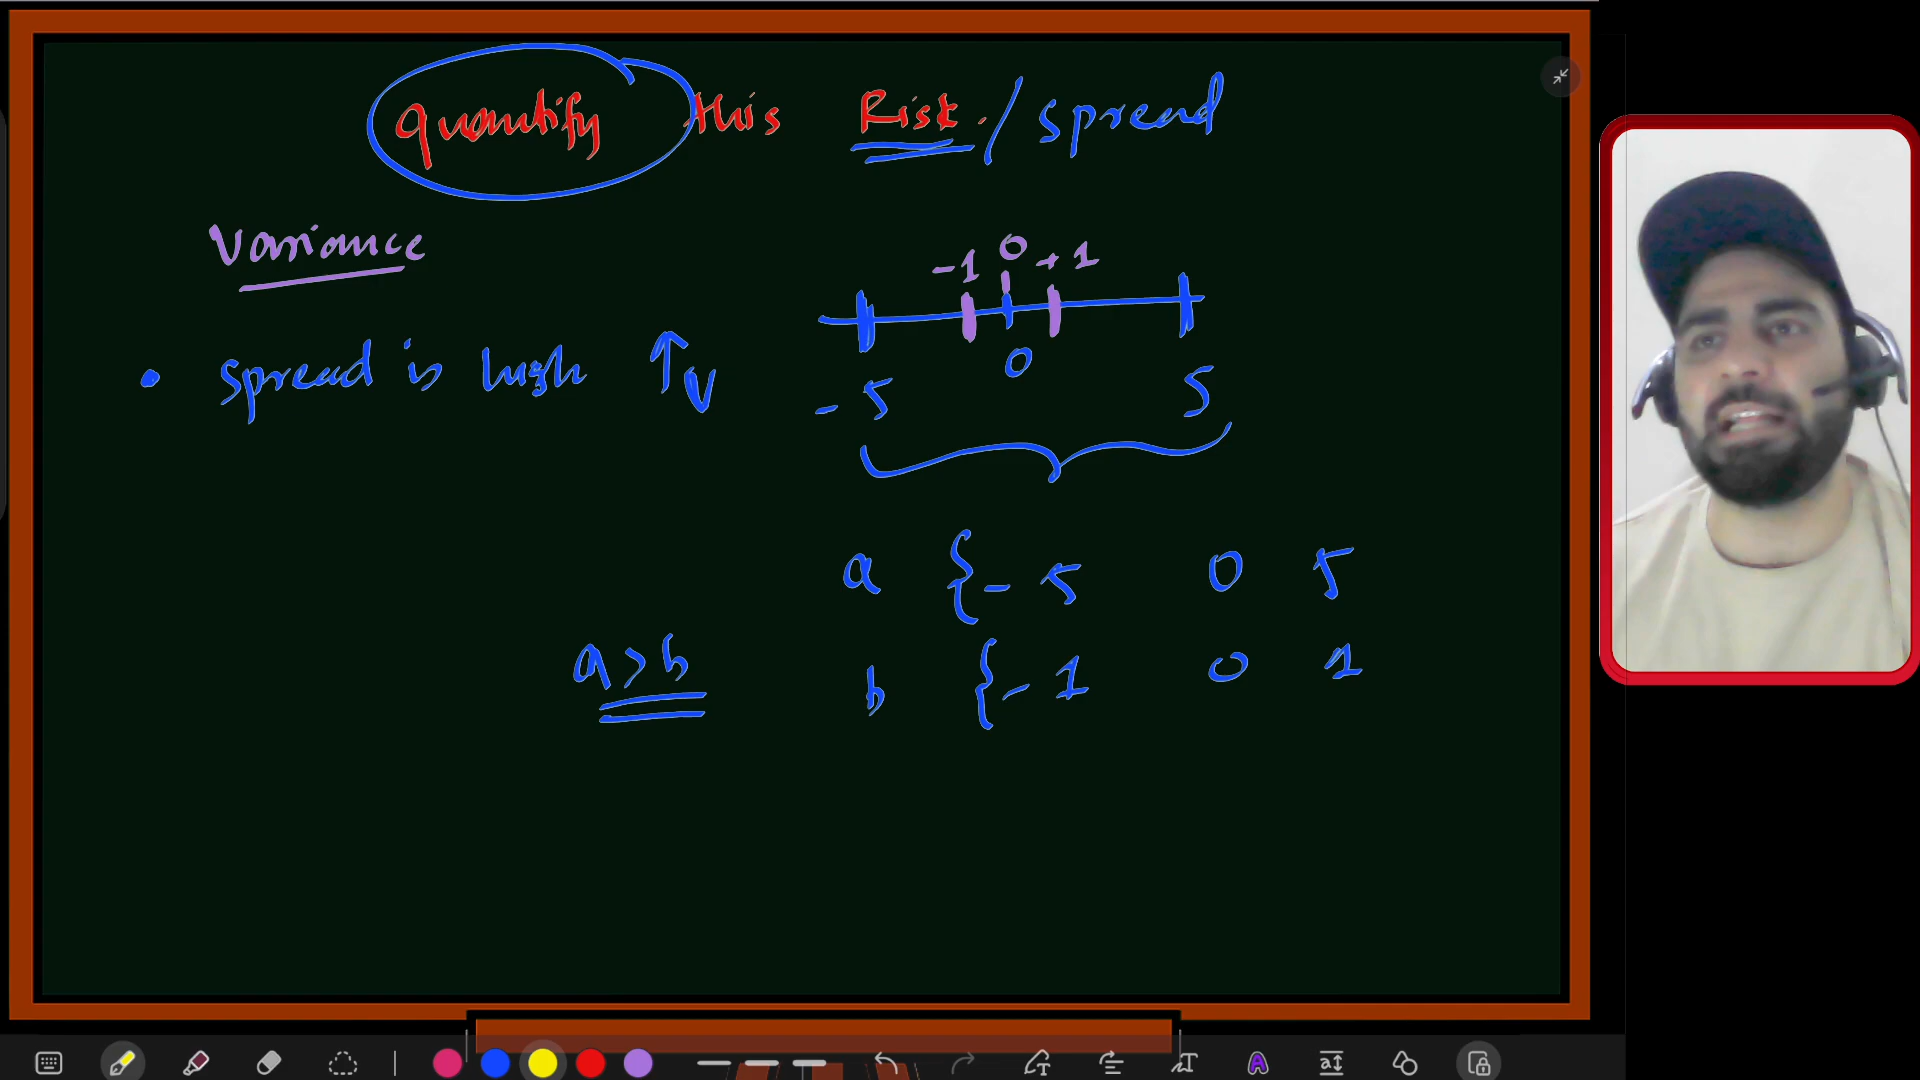 Quantify this Risk. / spread
Variance
-1 0 +1
• Spread is high ↑ V
-5 0 5
a { -5 0 5
a > b
b { -1 0 1